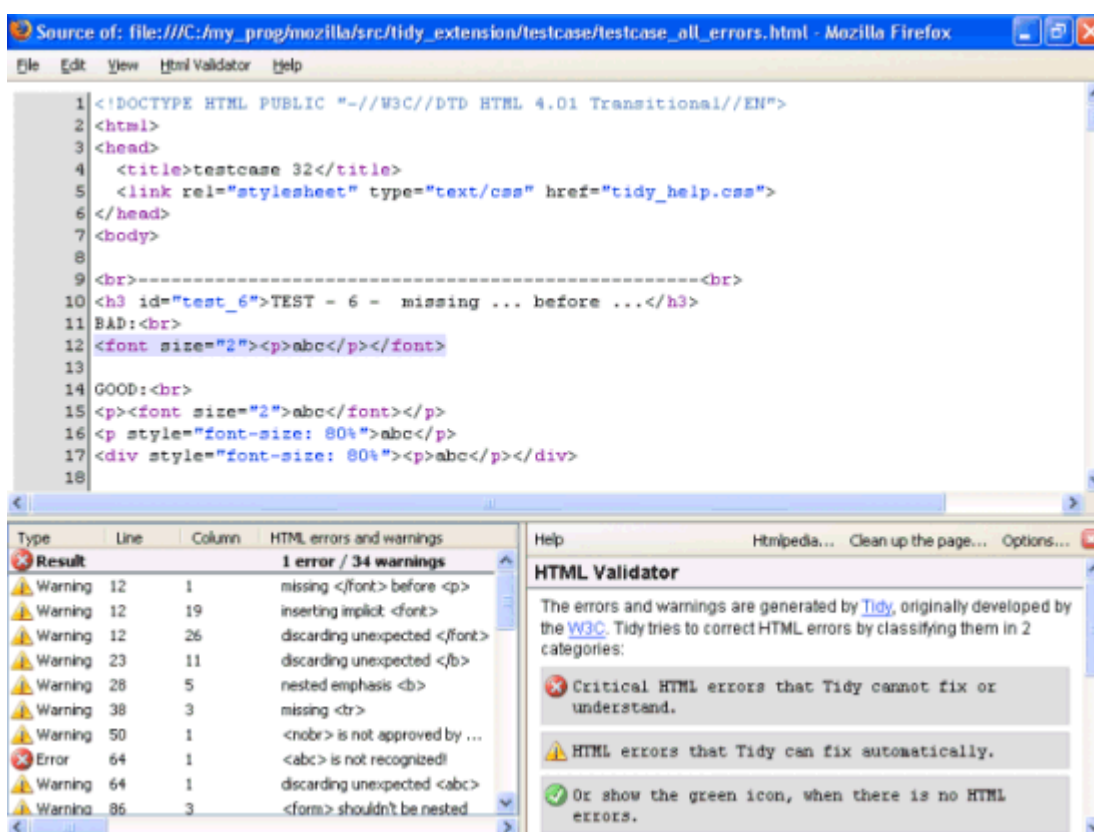 Source of: file:///C:/my_prog/mozilla/src/tidy_extension/testcase/testcase_all_errors.html - Mozilla Firefox
File Edit View Html Validator Help
1 <!DOCTYPE HTML PUBLIC "-//W3C//DTD HTML 4.01 Transitional//EN">
2 <html>
3 <head>
4 <title>testcase 32</title>
5 <link rel="stylesheet" type="text/css" href="tidy_help.css">
6 </head>
7 <body>
8
9 <br>---------------------------------------------------<br>
10 <h3 id="test_6">TEST - 6 - missing ... before ...</h3>
11 BAD:<br>
12 <font size="2"><p>abc</p></font>
13
14 GOOD:<br>
15 <p><font size="2">abc</font></p>
16 <p style="font-size: 80%">abc</p>
17 <div style="font-size: 80%"><p>abc</p></div>
18
Type Line Column HTML errors and warnings
Result 1 error / 34 warnings
Warning 12 1 missing </font> before <p>
Warning 12 19 inserting implicit <font>
Warning 12 26 discarding unexpected </font>
Warning 23 11 discarding unexpected </b>
Warning 28 5 nested emphasis <b>
Warning 38 3 missing <tr>
Warning 50 1 <nobr> is not approved by ...
Error 64 1 <abc> is not recognized!
Warning 64 1 discarding unexpected <abc>
Warning 86 3 <form> shouldn't be nested
Help Htmlpedia... Clean up the page... Options...
HTML Validator
The errors and warnings are generated by Tidy, originally developed by
the W3C. Tidy tries to correct HTML errors by classifying them in 2
categories:
Critical HTML errors that Tidy cannot fix or
understand.
HTML errors that Tidy can fix automatically.
Or show the green icon, when there is no HTML
errors.